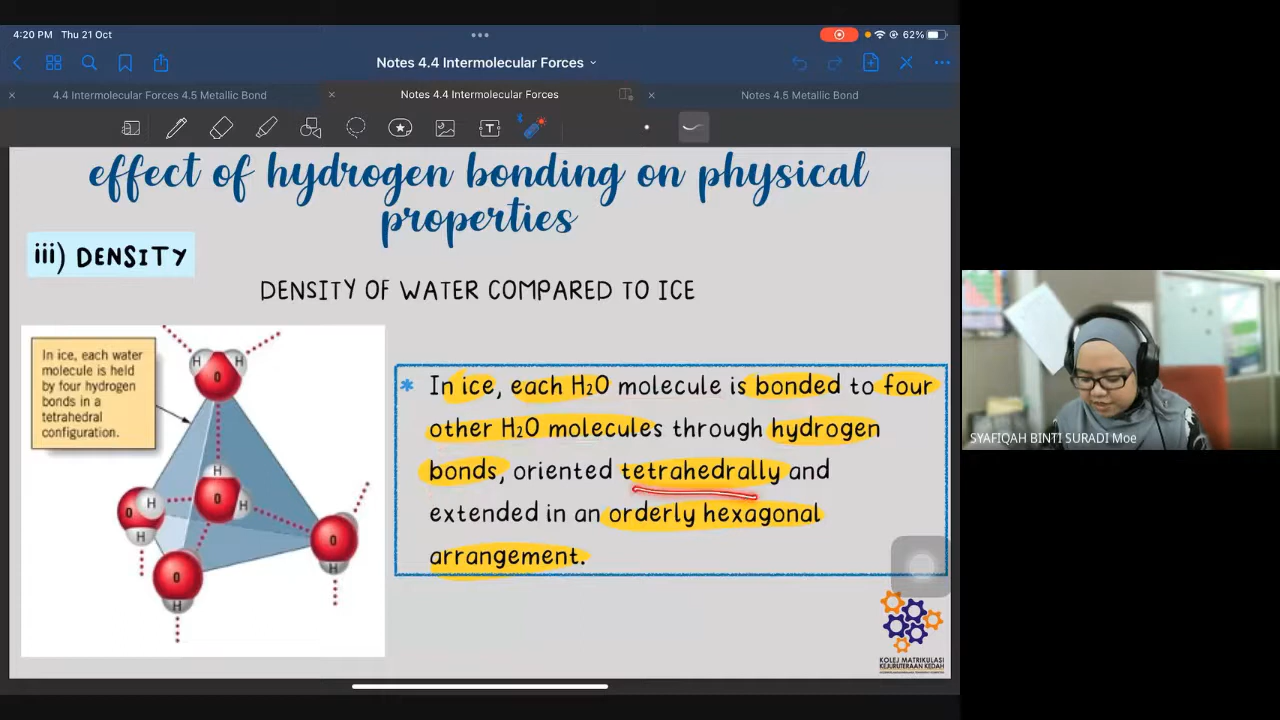 4:20 PM Thu 21 Oct
62%
Notes 4.4 Intermolecular Forces
4.4 Intermolecular Forces 4.5 Metallic Bond
Notes 4.4 Intermolecular Forces
Notes 4.5 Metallic Bond
effect of hydrogen bonding on physical
properties
iii) DENSITY
DENSITY OF WATER COMPARED TO ICE
In ice, each water
molecule is held
by four hydrogen
bonds in a
tetrahedral
configuration.
H H
O
H
O
H
O
H
H
O
H
O
H
O
H
* In ice, each H₂O molecule is bonded to four
other H₂O molecules through hydrogen
bonds, oriented tetrahedrally and
extended in an orderly hexagonal
arrangement.
KOLEJ MATRIKULASI
KEJURUTERAAN KEDAH
SYAFIQAH BINTI SURADI Moe